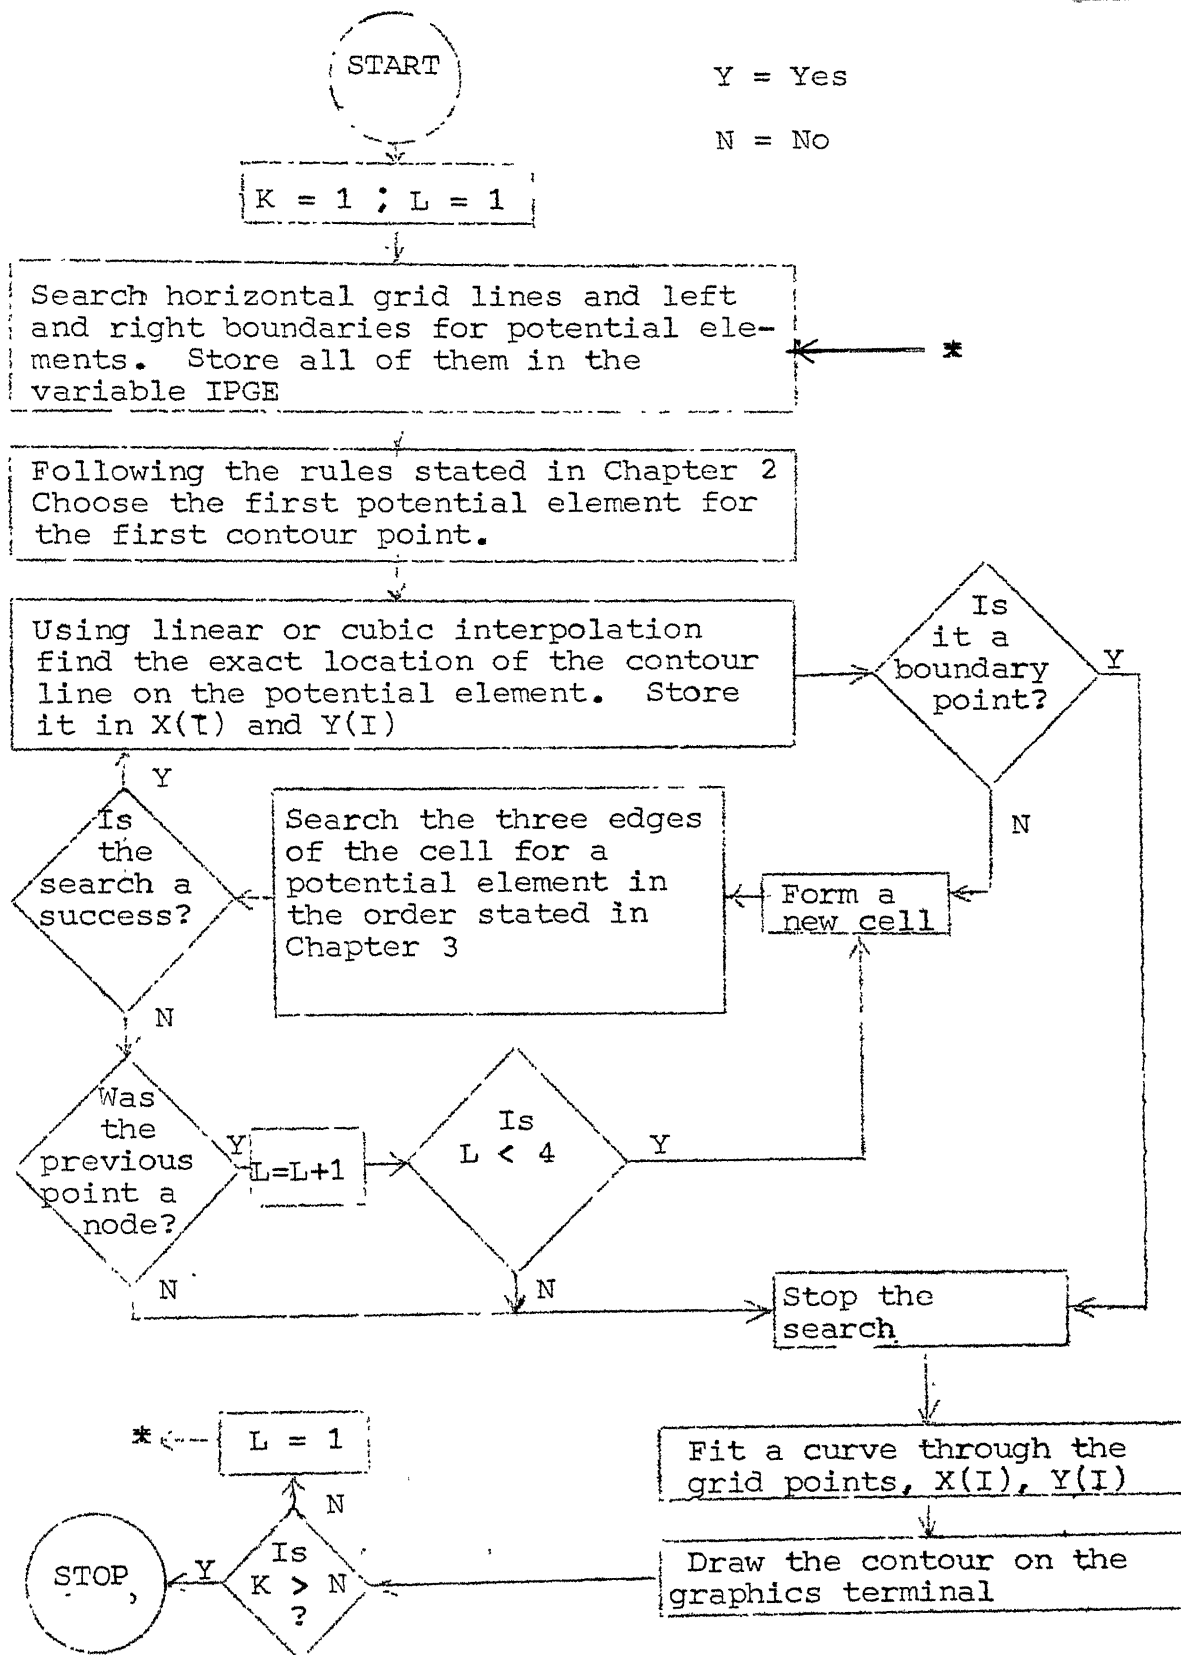 START
Y = Yes
N = No
K = 1 ; L = 1
Search horizontal grid lines and left
and right boundaries for potential ele-
ments. Store all of them in the
variable IPGE
*
Following the rules stated in Chapter 2
Choose the first potential element for
the first contour point.
Using linear or cubic interpolation
find the exact location of the contour
line on the potential element. Store
it in X(I) and Y(I)
Is
it a
boundary
point?
Y
N
Y
Is
the
search a
success?
Search the three edges
of the cell for a
potential element in
the order stated in
Chapter 3
Form a
new cell
N
Was
the
previous
point a
node?
Y
L=L+1
Is
L < 4
Y
N
N
Stop the
search
* L = 1
Fit a curve through the
grid points, X(I), Y(I)
N
STOP,
Y
Is
K > N
?
Draw the contour on the
graphics terminal